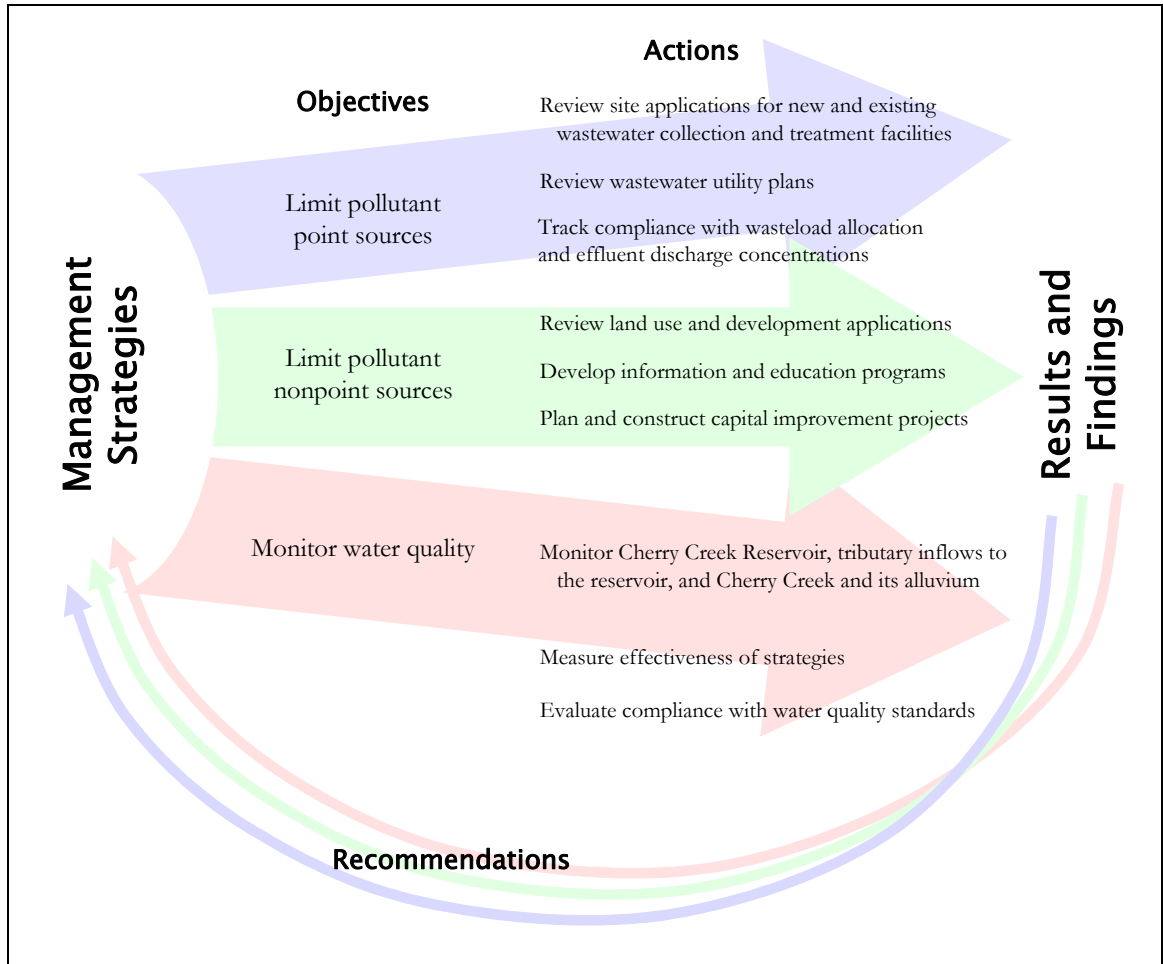 Actions
Objectives
Review site applications for new and existing
wastewater collection and treatment facilities
Review wastewater utility plans
Limit pollutant
point sources
Track compliance with wasteload allocation
and effluent discharge concentrations
Management
Strategies
Review land use and development applications
Limit pollutant
nonpoint sources
Develop information and education programs
Plan and construct capital improvement projects
Results and
Findings
Monitor water quality
Monitor Cherry Creek Reservoir, tributary inflows to
the reservoir, and Cherry Creek and its alluvium
Measure effectiveness of strategies
Evaluate compliance with water quality standards
Recommendations